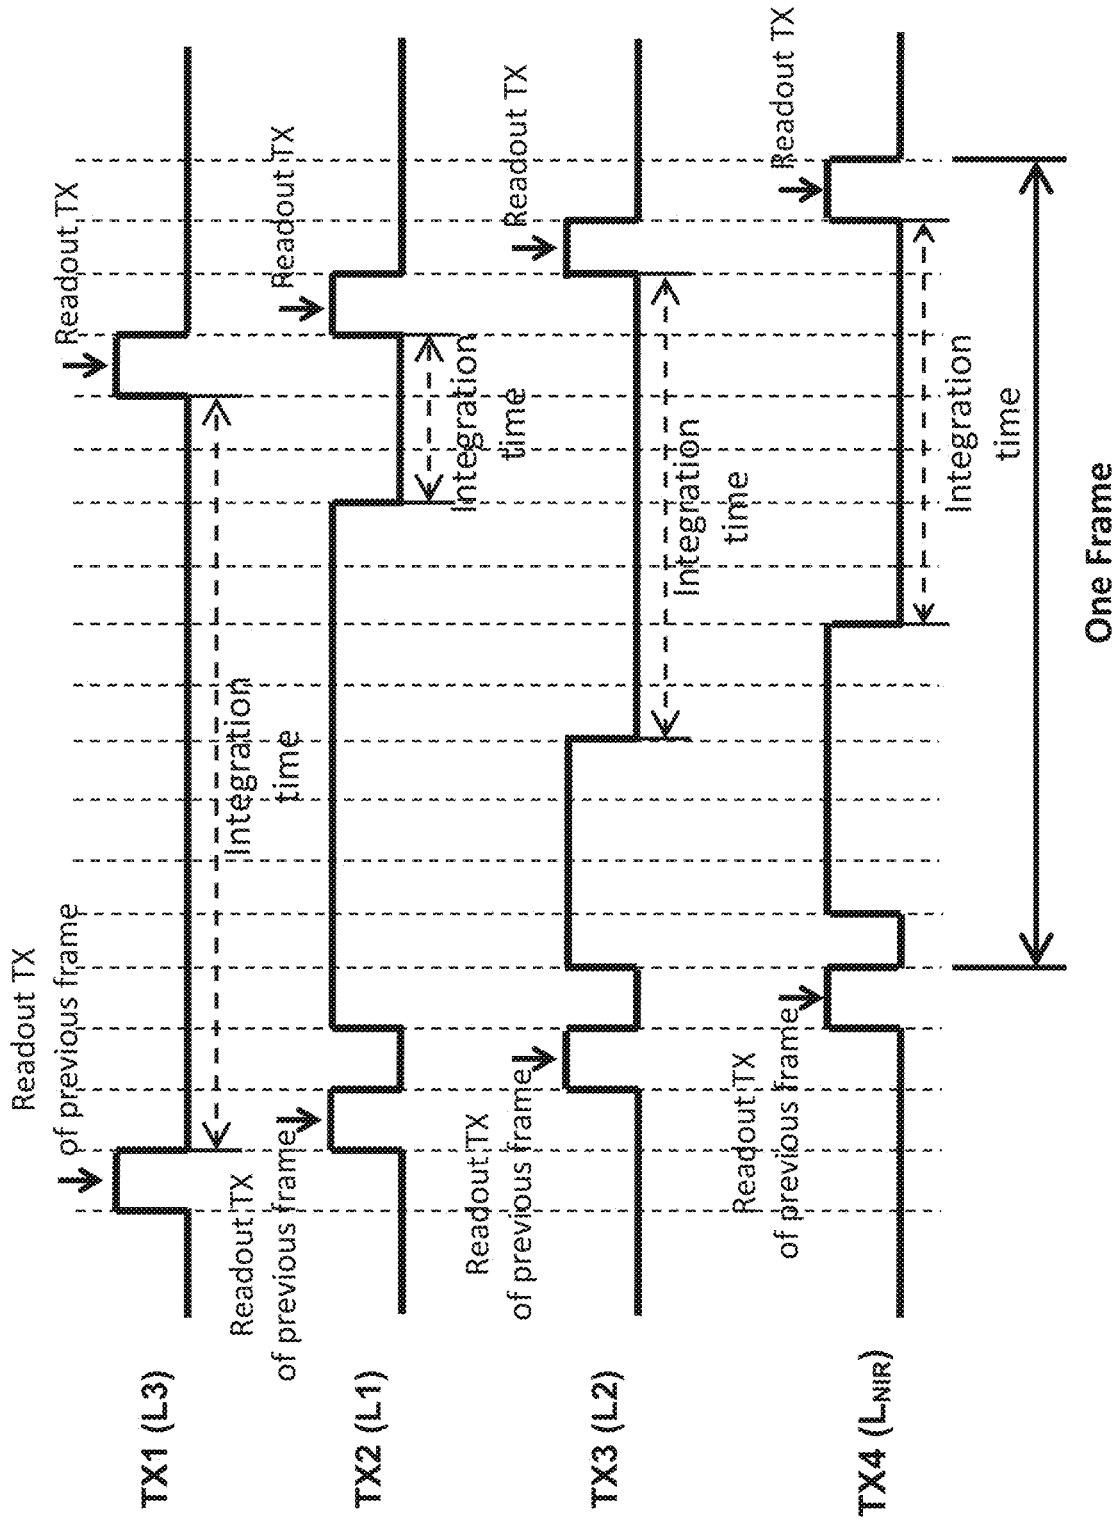 TX1 (L3)
Readout TX
of previous frame
Readout TX
Integration
time
TX2 (L1)
Readout TX
of previous frame
Readout TX
Integration
time
TX3 (L2)
Readout TX
of previous frame
Readout TX
Integration
time
TX4 (LNIR)
Readout TX
of previous frame
Readout TX
Integration
time
One Frame